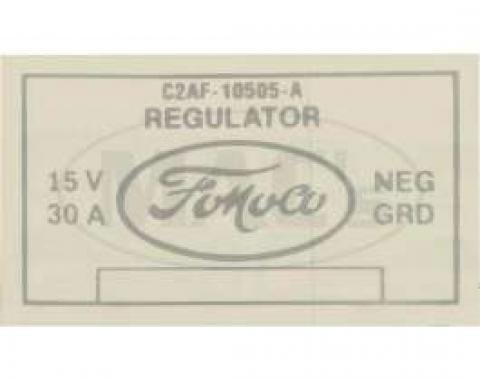 C2AF-10505-A
REGULATOR
15 V
30 A
FoMoCo
NEG
GRD